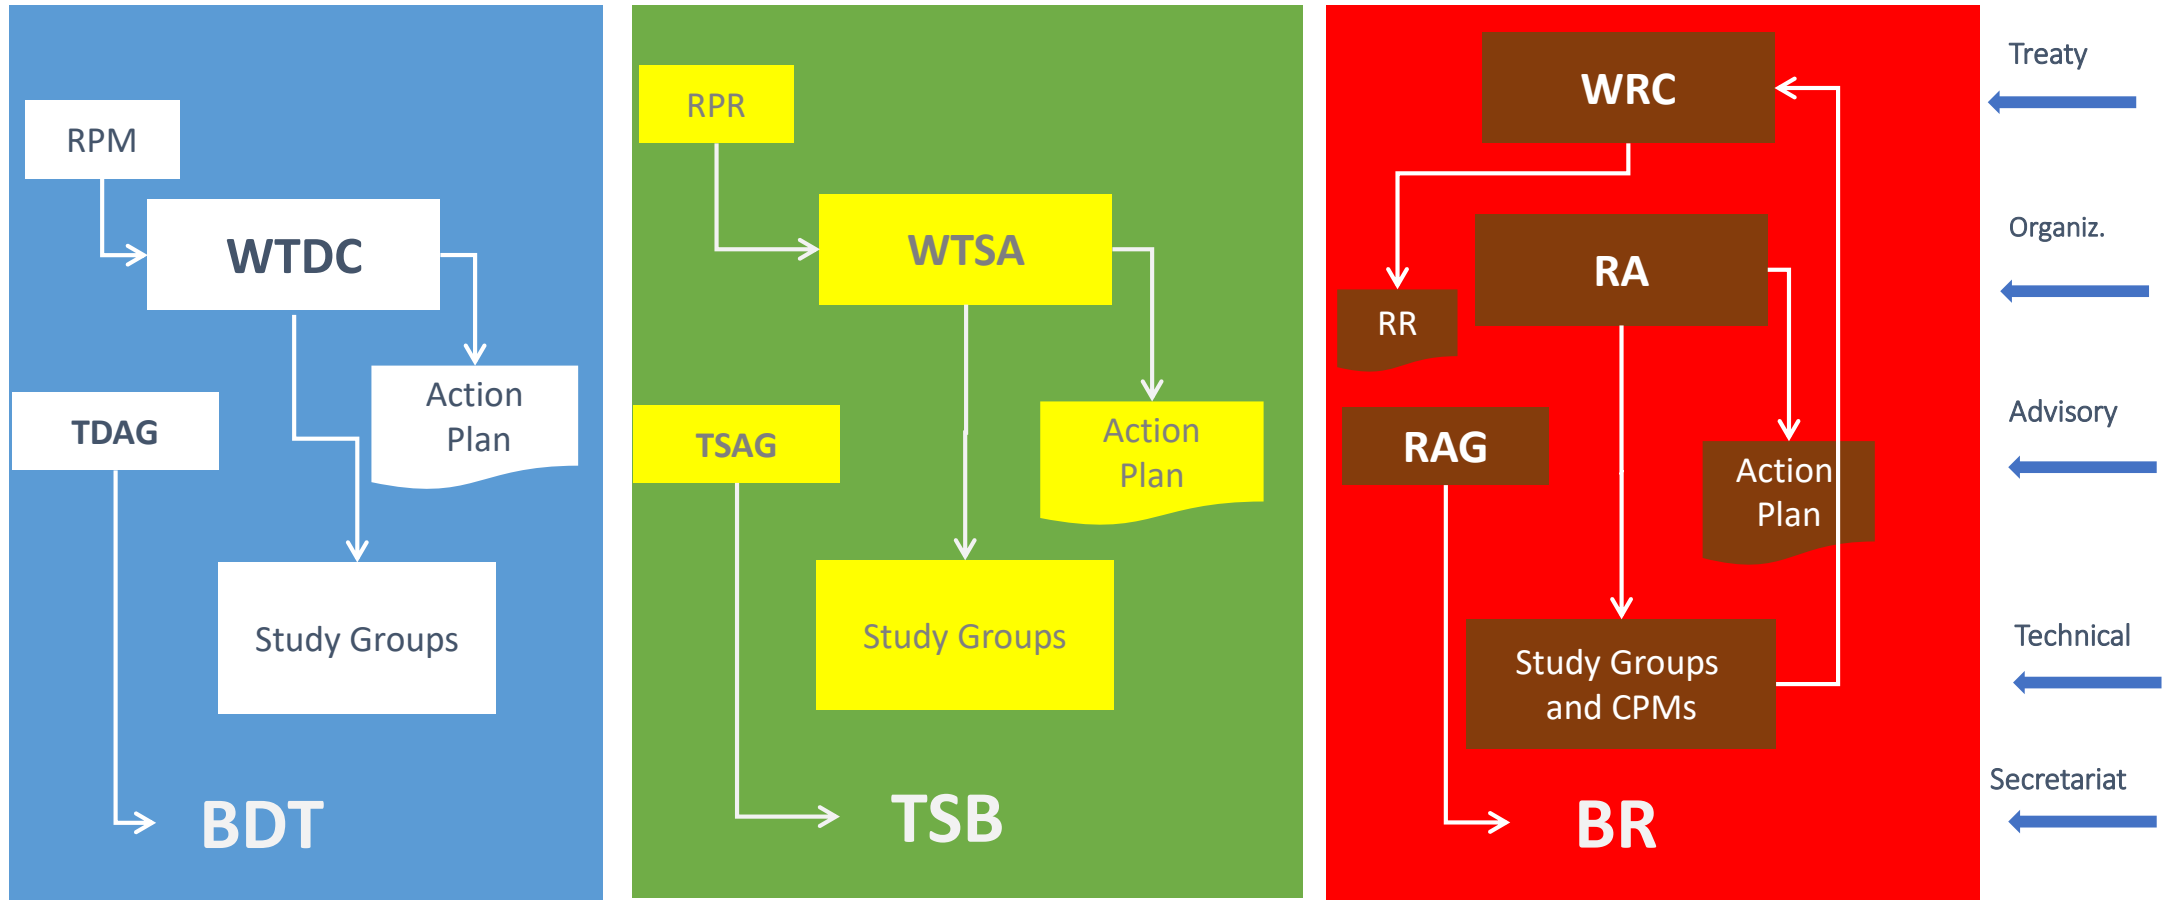 RPM
WTDC
Action
Plan
TDAG
Study Groups
BDT
RPR
WTSA
Action
Plan
TSAG
Study Groups
TSB
WRC
RA
RR
RAG
Action
Plan
Study Groups
and CPMs
BR
Treaty
Organiz.
Advisory
Technical
Secretariat